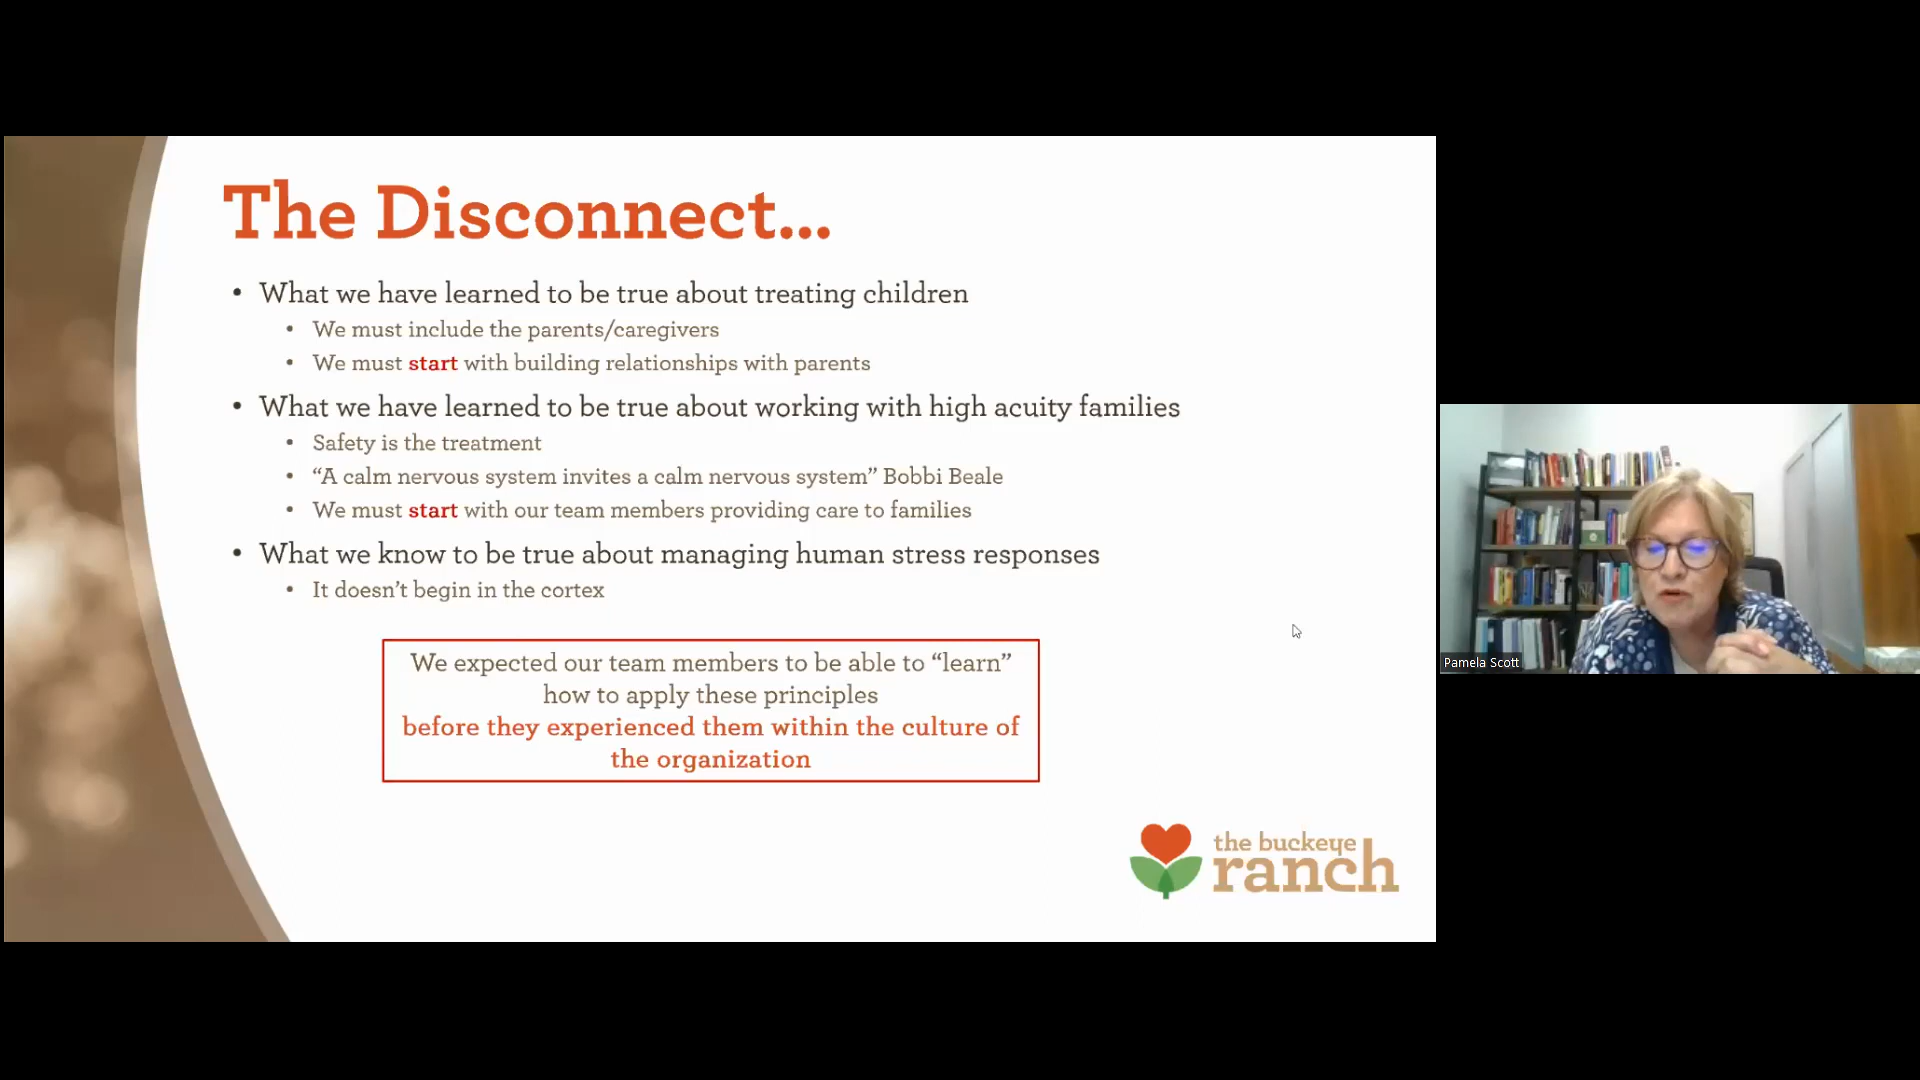 The Disconnect...
• What we have learned to be true about treating children
• We must include the parents/caregivers
• We must start with building relationships with parents
• What we have learned to be true about working with high acuity families
• Safety is the treatment
• “A calm nervous system invites a calm nervous system” Bobbi Beale
• We must start with our team members providing care to families
• What we know to be true about managing human stress responses
• It doesn’t begin in the cortex
We expected our team members to be able to “learn”
how to apply these principles
before they experienced them within the culture of
the organization
the buckeye
ranch
Pamela Scott